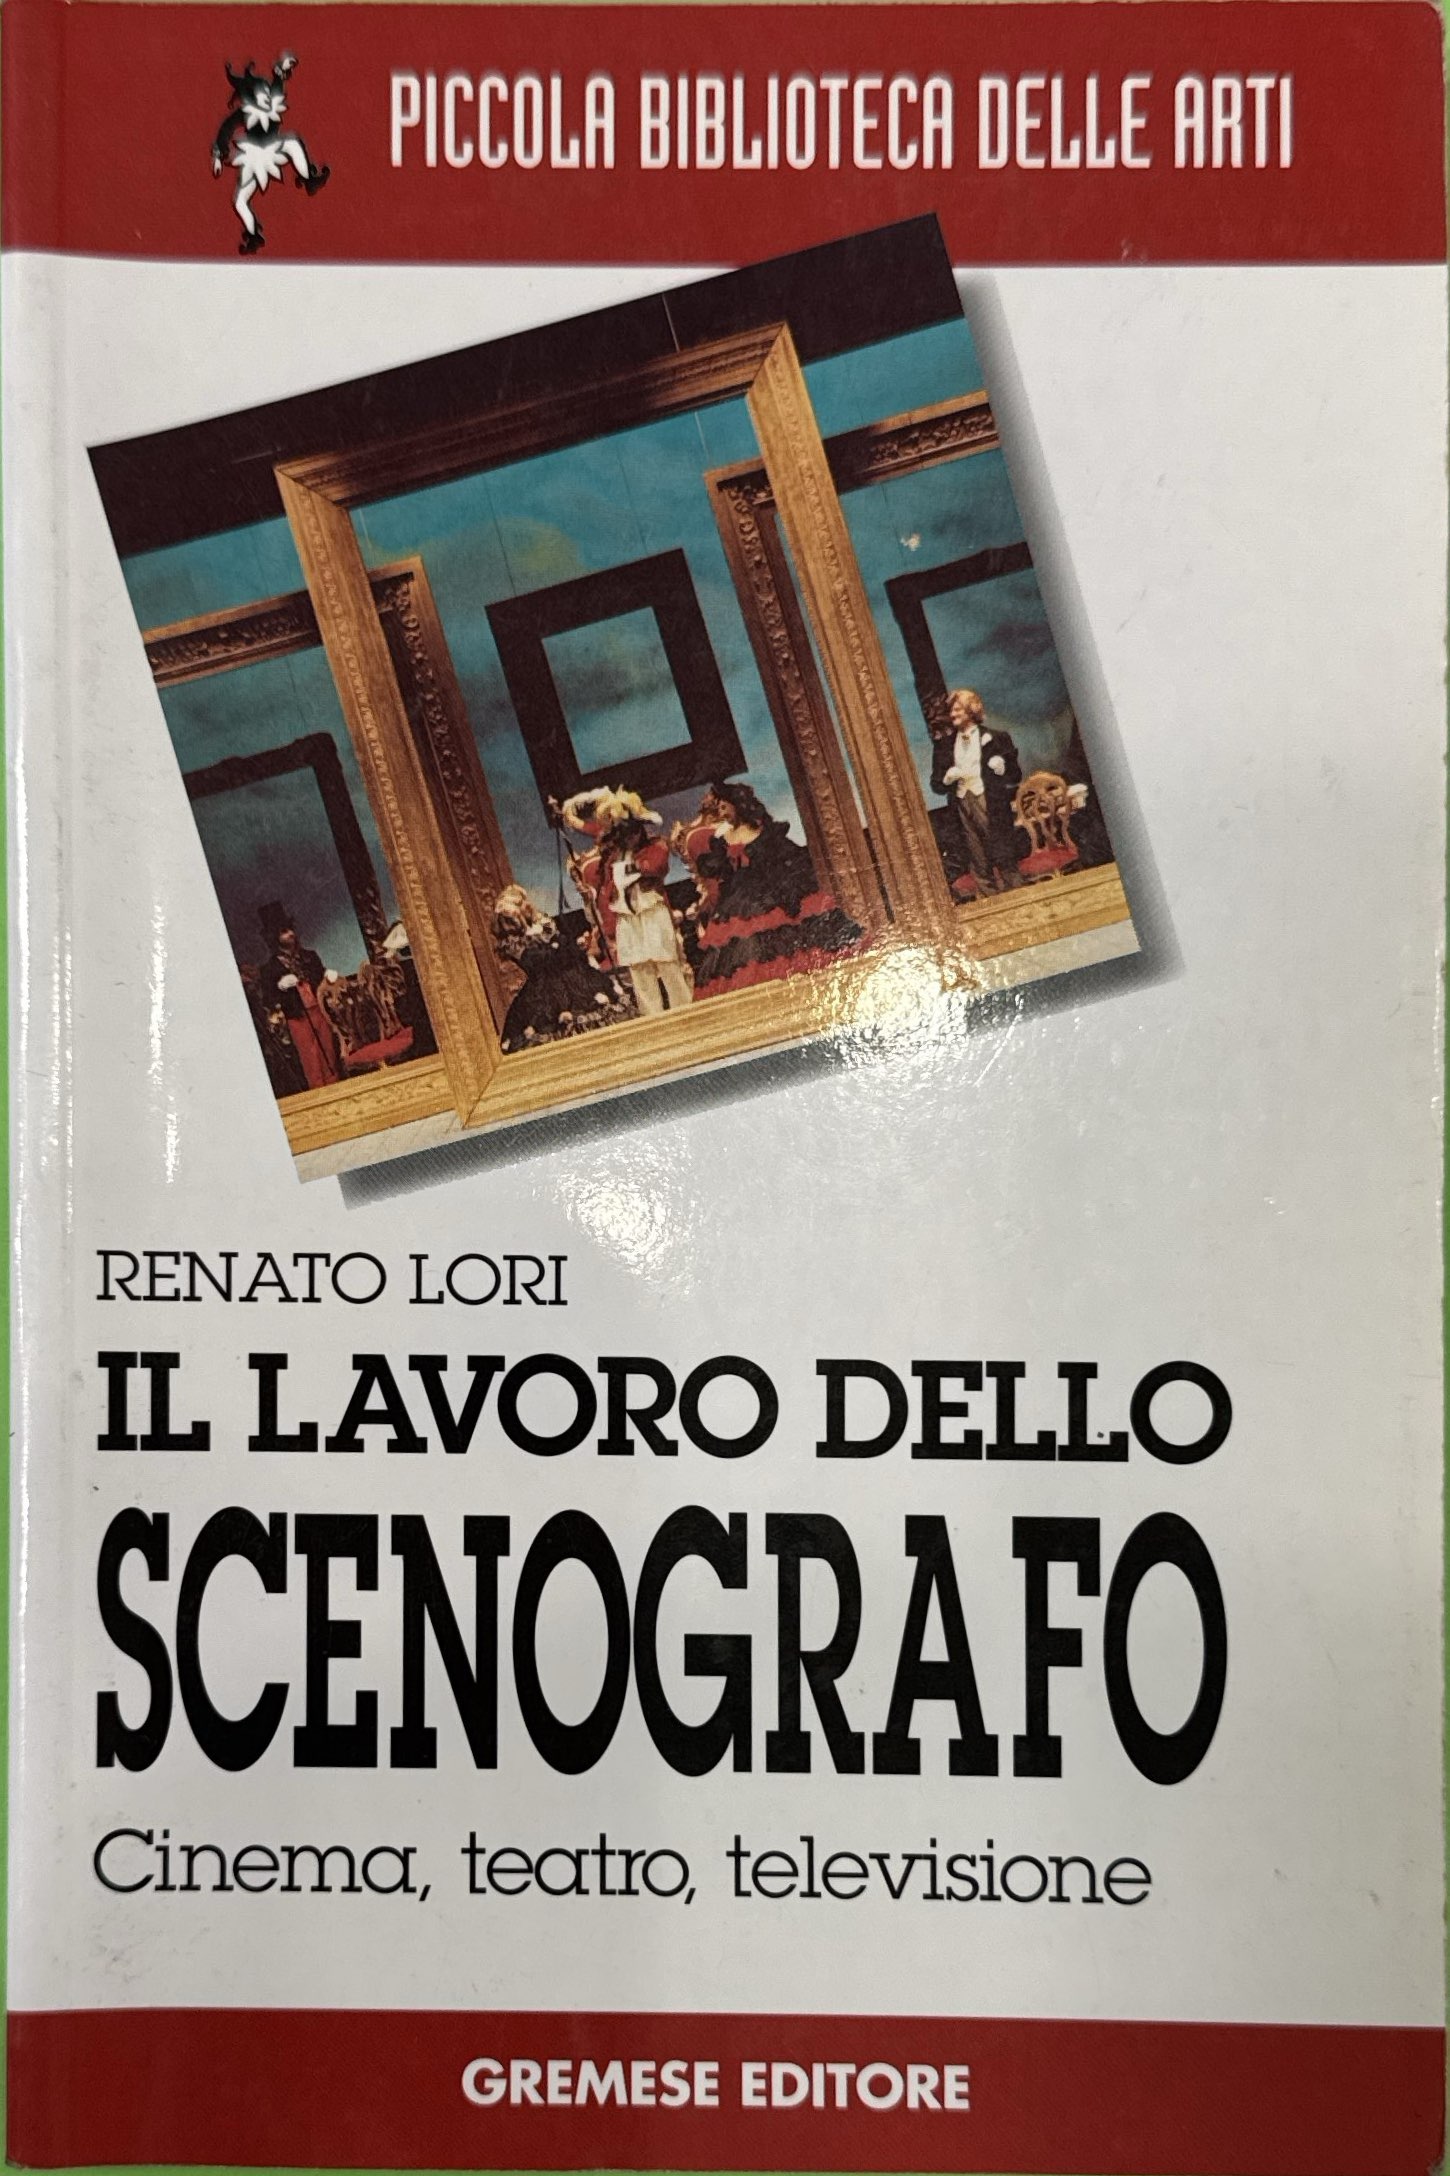 PICCOLA BIBLIOTECA DELLE ARTI
RENATO LORI
IL LAVORO DELLO
SCENOGRAFO
Cinema, teatro, televisione
GREMESE EDITORE